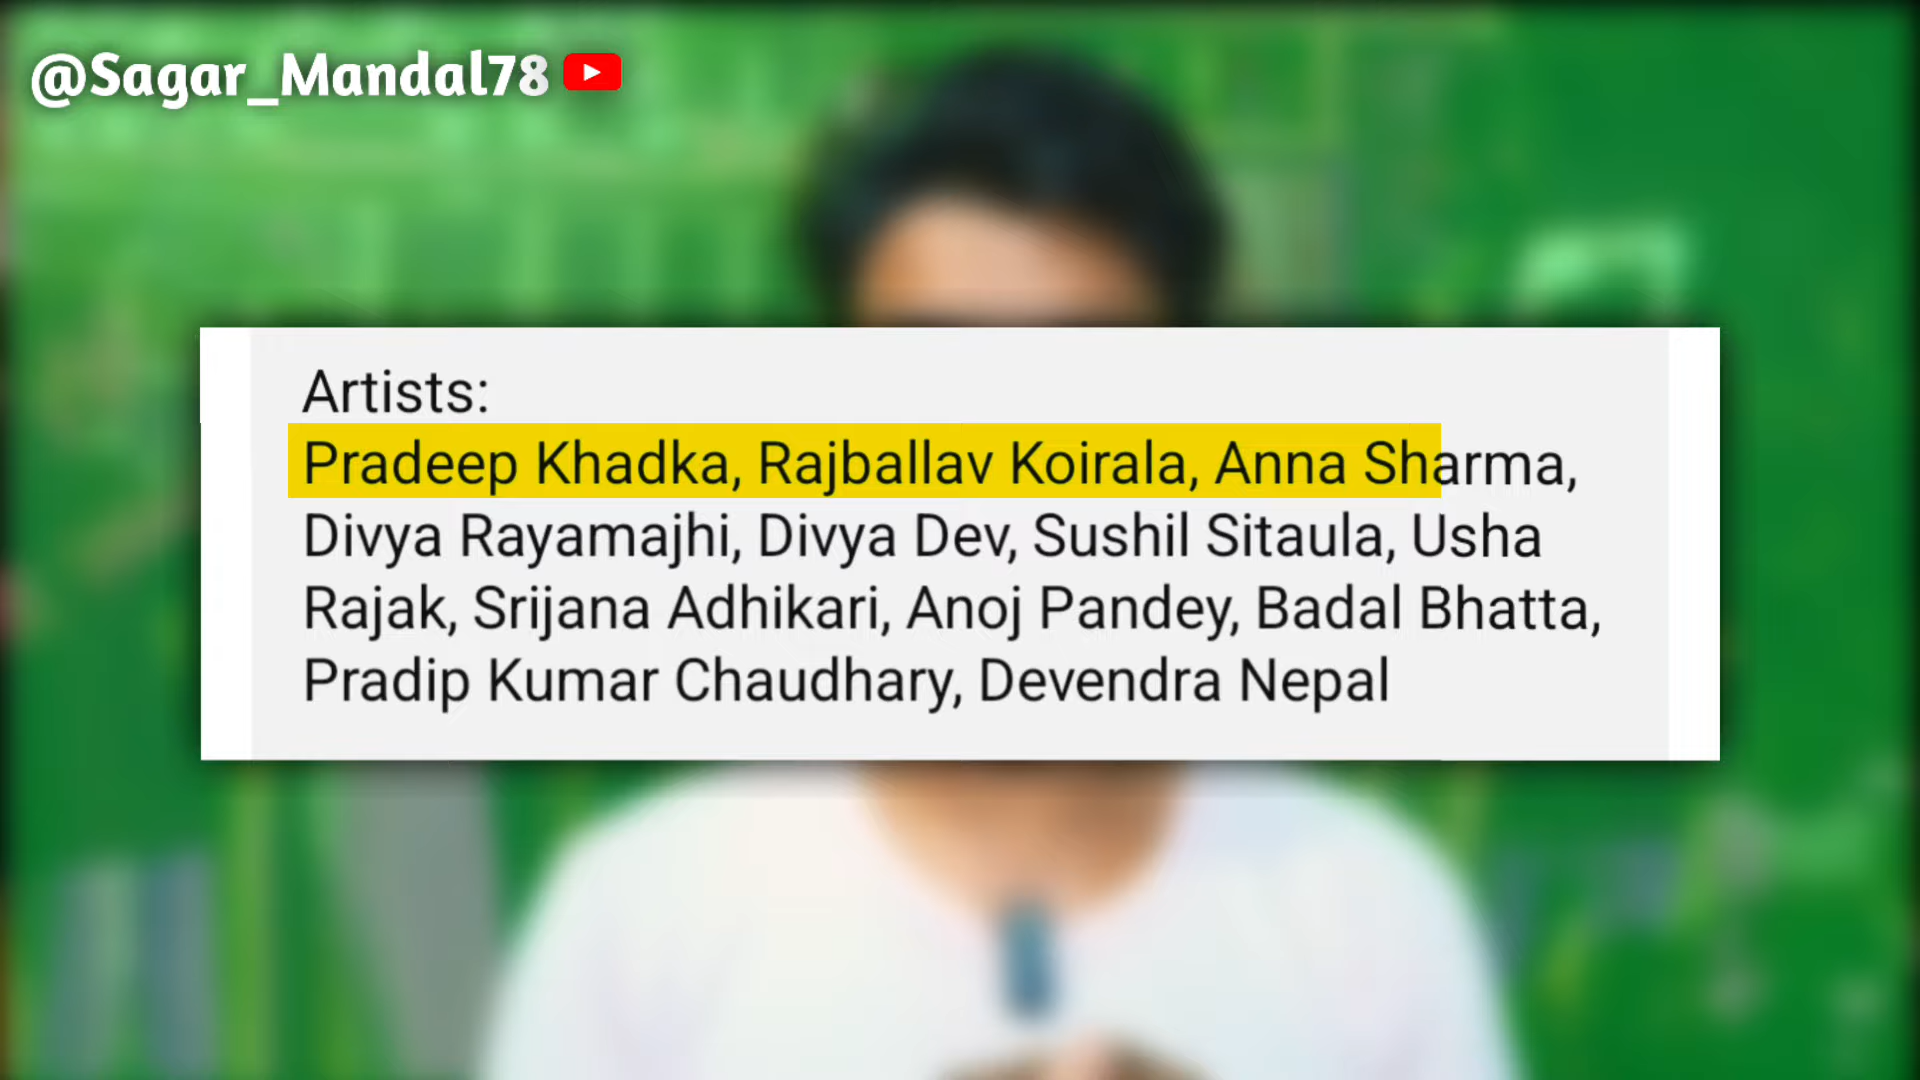 @Sagar_Mandal78
Artists:
Pradeep Khadka, Rajballav Koirala, Anna Sharma,
Divya Rayamajhi, Divya Dev, Sushil Sitaula, Usha
Rajak, Srijana Adhikari, Anoj Pandey, Badal Bhatta,
Pradip Kumar Chaudhary, Devendra Nepal